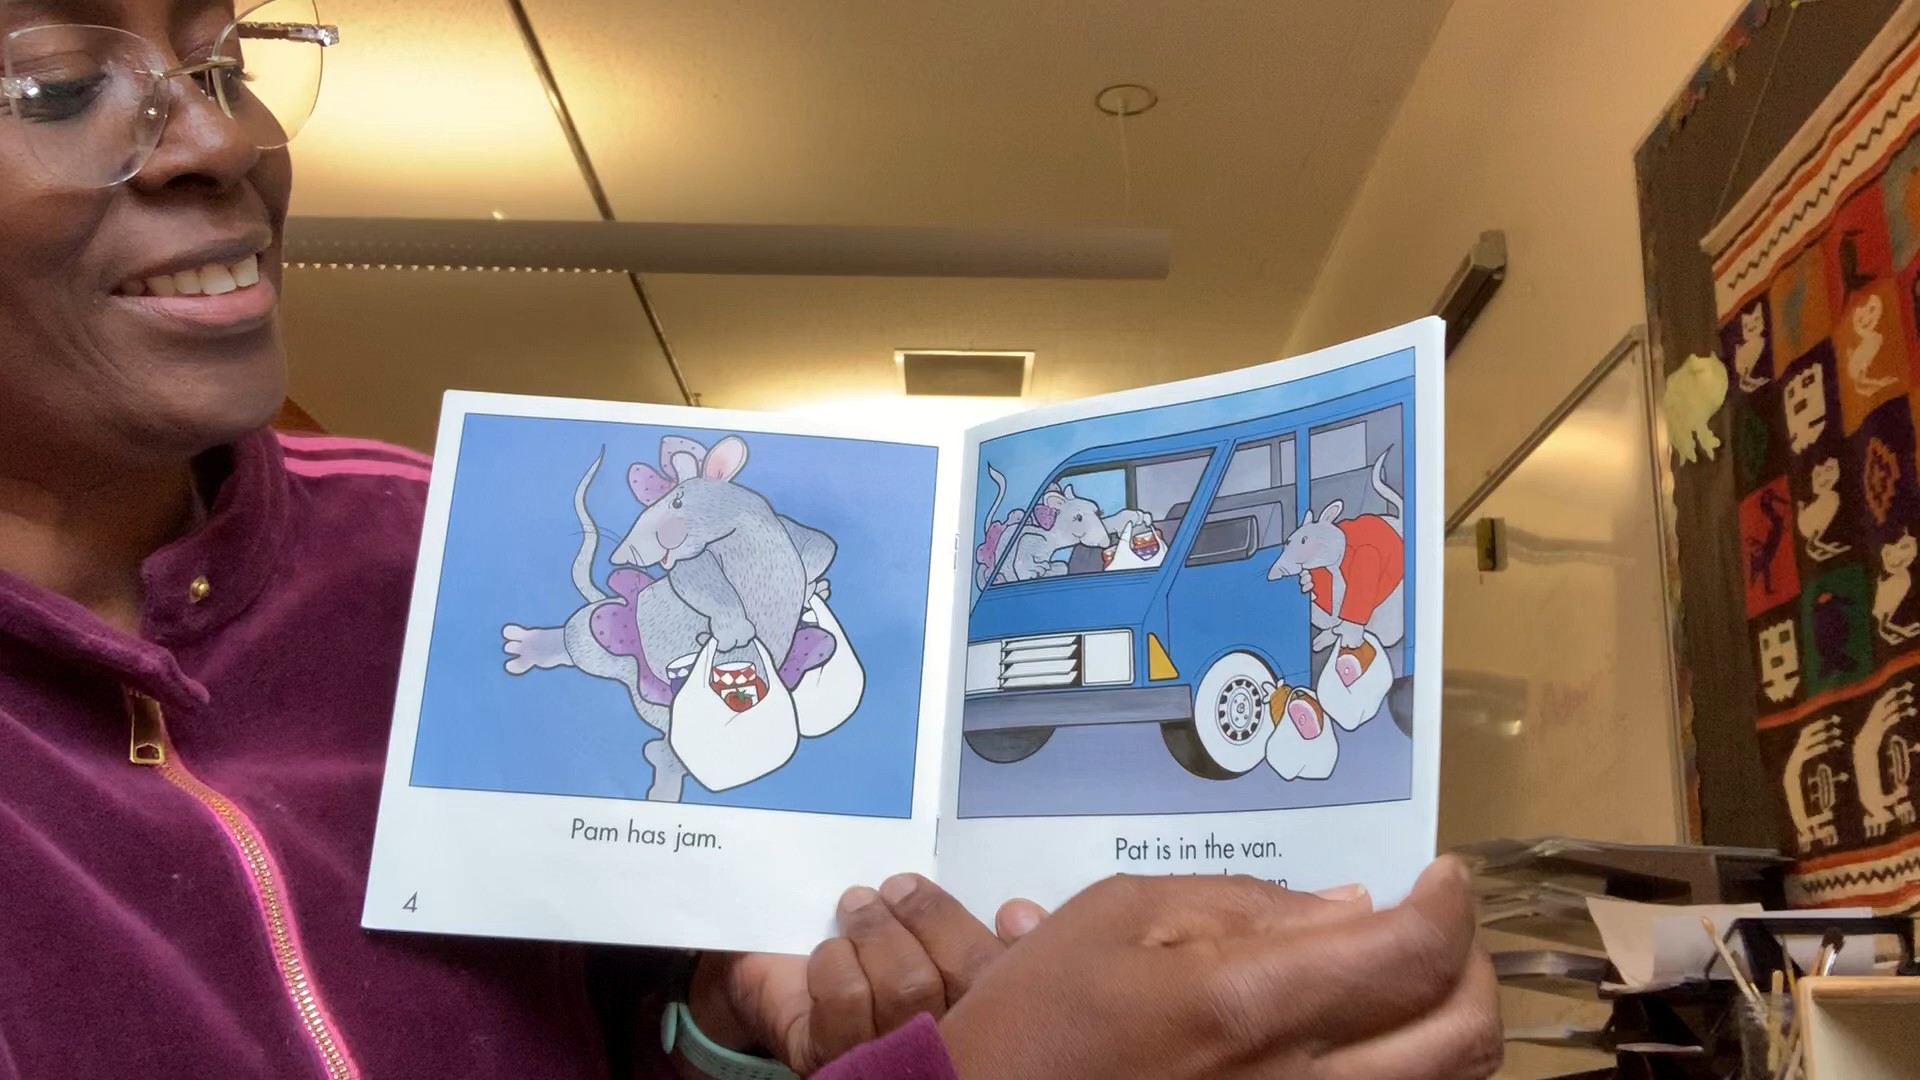 Pam has jam.
4
Pat is in the van.